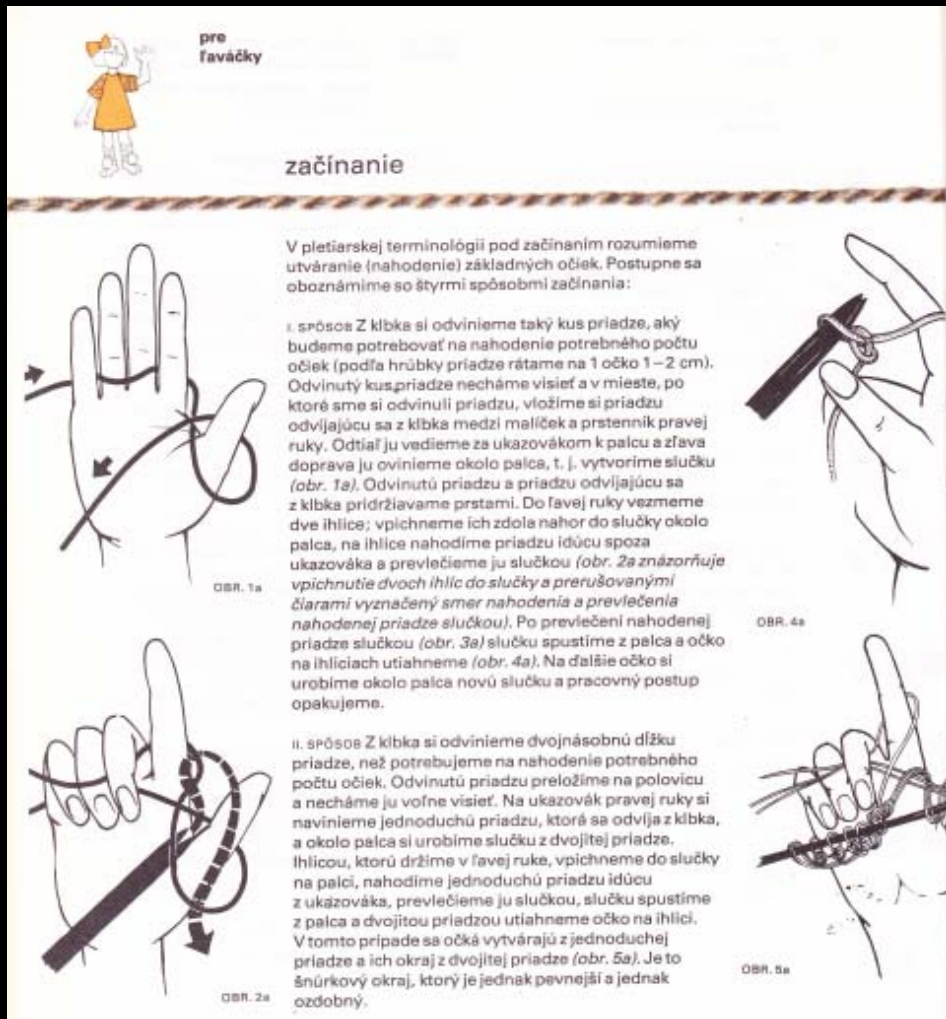 pre
ľaváčky
začínanie
V pletiarskej terminológii pod začínaním rozumieme
utváranie (nahodenie) základných očiek. Postupne sa
oboznámime so štyrmi spôsobmi začínania:
I. SPÔSOB Z klbka si odvinieme taký kus priadze, aký
budeme potrebovať na nahodenie potrebného počtu
očiek (podľa hrúbky priadze rátame na 1 očko 1–2 cm).
Odvinutý kus priadze necháme visieť a v mieste, po
ktoré sme si odvinuli priadzu, vložíme si priadzu
odvíjajúcu sa z klbka medzi malíček a prstenník pravej
ruky. Odtiaľ ju vedieme za ukazovákom k palcu a zľava
doprava ju ovinieme okolo palca, t. j. vytvoríme slučku
(obr. 1a). Odvinutú priadzu a priadzu odvíjajúcu sa
z klbka pridržiavame prstami. Do ľavej ruky vezmeme
dve ihlice; vpichneme ich zdola nahor do slučky okolo
palca, na ihlice nahodíme priadzu idúcu spoza
ukazováka a prevlečieme ju slučkou (obr. 2a znázorňuje
vpichnutie dvoch ihlíc do slučky a prerušovanými
čiarami vyznačený smer nahodenia a prevlečenia
nahodenej priadze slučkou). Po prevlečení nahodenej
priadze slučkou (obr. 3a) slučku spustíme z palca a očko
na ihliciach utiahneme (obr. 4a). Na ďalšie očko si
urobíme okolo palca novú slučku a pracovný postup
opakujeme.
II. SPÔSOB Z klbka si odvinieme dvojnásobnú dĺžku
priadze, než potrebujeme na nahodenie potrebného
počtu očiek. Odvinutú priadzu preložíme na polovicu
a necháme ju voľne visieť. Na ukazovák pravej ruky si
navinieme jednoduchú priadzu, ktorá sa odvíja z klbka,
a okolo palca si urobíme slučku z dvojitej priadze.
Ihlicou, ktorú držíme v ľavej ruke, vpichneme do slučky
na palci, nahodíme jednoduchú priadzu idúcu
z ukazováka, prevlečieme ju slučkou, slučku spustíme
z palca a dvojitou priadzou utiahneme očko na ihlici.
V tomto prípade sa očká vytvárajú z jednoduchej
priadze a ich okraj z dvojitej priadze (obr. 5a). Je to
šnúrkový okraj, ktorý je jednak pevnejší a jednak
ozdobný.
OBR. 1a
OBR. 2a
OBR. 4a
OBR. 5a